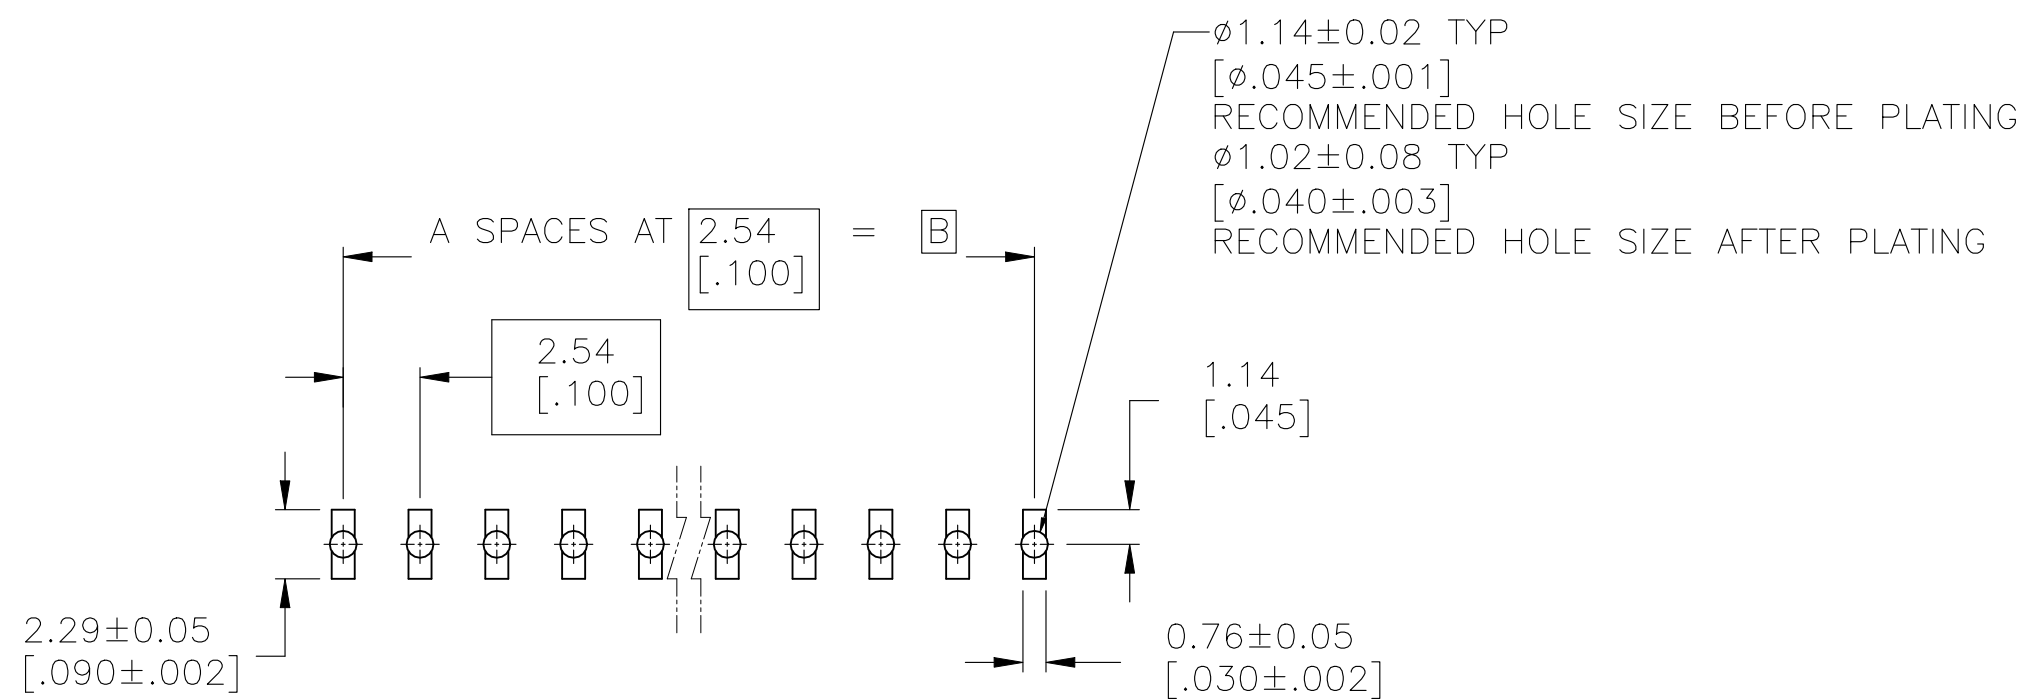 ø1.14±0.02 TYP
[ø.045±.001]
RECOMMENDED HOLE SIZE BEFORE PLATING
ø1.02±0.08 TYP
[ø.040±.003]
RECOMMENDED HOLE SIZE AFTER PLATING
A SPACES AT 2.54 = B
[.100]
2.54
[.100]
1.14
[.045]
2.29±0.05
[.090±.002]
0.76±0.05
[.030±.002]